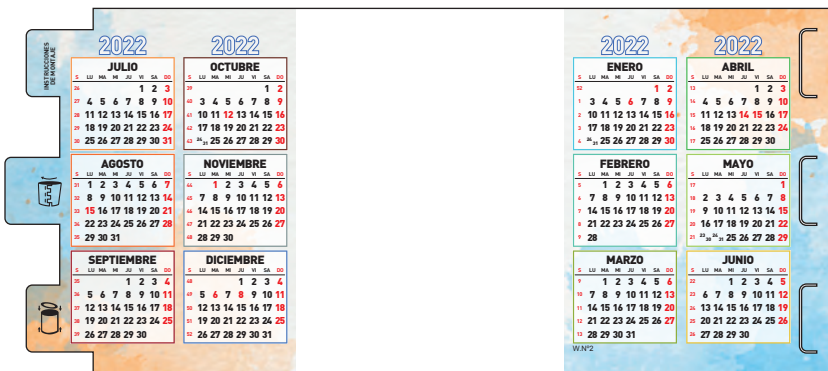 INSTRUCCIONES
DE MONTAJE
2022
JULIO
S LU MA MI JU VI SA DO
26 1 2 3
27 4 5 6 7 8 9 10
28 11 12 13 14 15 16 17
29 18 19 20 21 22 23 24
30 25 26 27 28 29 30 31
AGOSTO
S LU MA MI JU VI SA DO
31 1 2 3 4 5 6 7
32 8 9 10 11 12 13 14
33 15 16 17 18 19 20 21
34 22 23 24 25 26 27 28
35 29 30 31
SEPTIEMBRE
S LU MA MI JU VI SA DO
35 1 2 3 4
36 5 6 7 8 9 10 11
37 12 13 14 15 16 17 18
38 19 20 21 22 23 24 25
39 26 27 28 29 30
2022
OCTUBRE
S LU MA MI JU VI SA DO
39 1 2
40 3 4 5 6 7 8 9
41 10 11 12 13 14 15 16
42 17 18 19 20 21 22 23
43 24/31 25 26 27 28 29 30
NOVIEMBRE
S LU MA MI JU VI SA DO
44 1 2 3 4 5 6
45 7 8 9 10 11 12 13
46 14 15 16 17 18 19 20
47 21 22 23 24 25 26 27
48 28 29 30
DICIEMBRE
S LU MA MI JU VI SA DO
48 1 2 3 4
49 5 6 7 8 9 10 11
50 12 13 14 15 16 17 18
51 19 20 21 22 23 24 25
52 26 27 28 29 30 31
2022
ENERO
S LU MA MI JU VI SA DO
52 1 2
1 3 4 5 6 7 8 9
2 10 11 12 13 14 15 16
3 17 18 19 20 21 22 23
4 24/31 25 26 27 28 29 30
FEBRERO
S LU MA MI JU VI SA DO
5 1 2 3 4 5 6
6 7 8 9 10 11 12 13
7 14 15 16 17 18 19 20
8 21 22 23 24 25 26 27
9 28
MARZO
S LU MA MI JU VI SA DO
9 1 2 3 4 5 6
10 7 8 9 10 11 12 13
11 14 15 16 17 18 19 20
12 21 22 23 24 25 26 27
13 28 29 30 31
W.Nº2
2022
ABRIL
S LU MA MI JU VI SA DO
13 1 2 3
14 4 5 6 7 8 9 10
15 11 12 13 14 15 16 17
16 18 19 20 21 22 23 24
17 25 26 27 28 29 30
MAYO
S LU MA MI JU VI SA DO
17 1
18 2 3 4 5 6 7 8
19 9 10 11 12 13 14 15
20 16 17 18 19 20 21 22
21 23/30 24/31 25 26 27 28 29
JUNIO
S LU MA MI JU VI SA DO
22 1 2 3 4 5
23 6 7 8 9 10 11 12
24 13 14 15 16 17 18 19
25 20 21 22 23 24 25 26
26 27 28 29 30